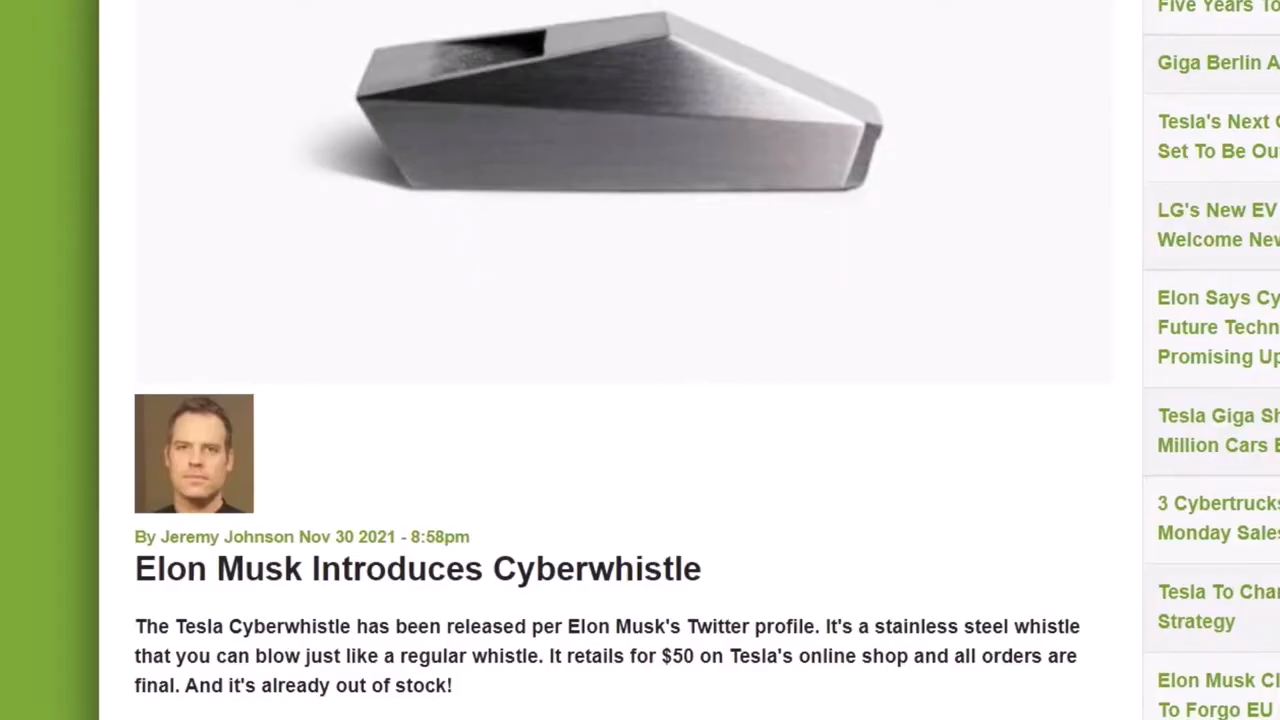 By Jeremy Johnson Nov 30 2021 - 8:58pm
Elon Musk Introduces Cyberwhistle
The Tesla Cyberwhistle has been released per Elon Musk's Twitter profile. It's a stainless steel whistle
that you can blow just like a regular whistle. It retails for $50 on Tesla's online shop and all orders are
final. And it's already out of stock!
Five Years To
Giga Berlin A
Tesla's Next
Set To Be Ou
LG's New EV
Welcome New
Elon Says Cy
Future Techn
Promising Up
Tesla Giga Sh
Million Cars
3 Cybertrucks
Monday Sales
Tesla To Char
Strategy
Elon Musk Cl
To Forgo EU